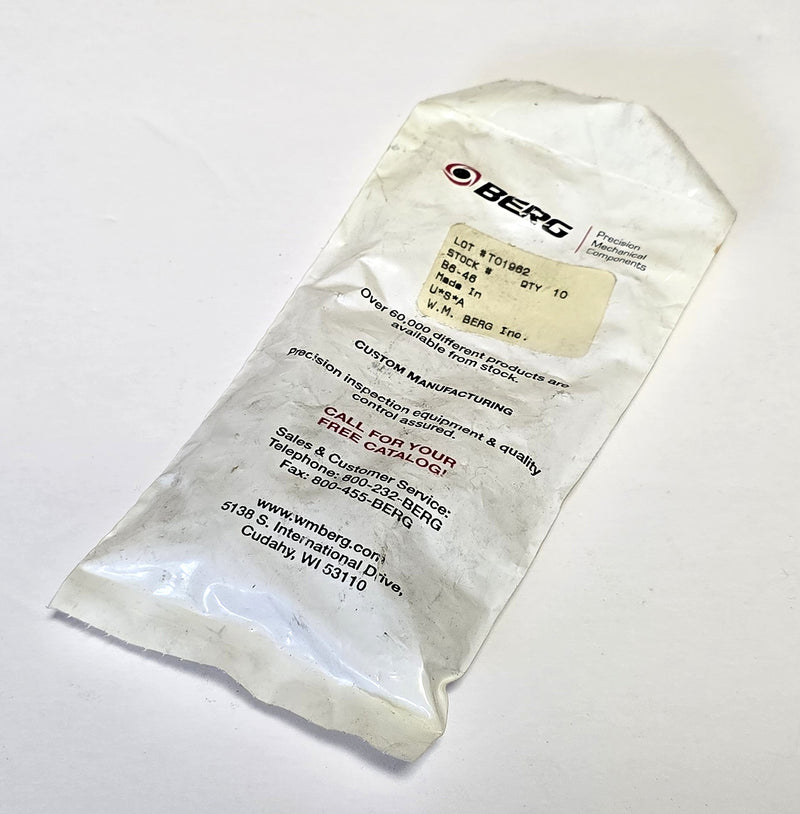 BERG
Precision
Mechanical
Components
LOT #TO1962
STOCK # QTY 10
B6-46
Made In
U*S*A
W.M. BERG Inc.
Over 60,000 different products are
available from stock.
CUSTOM MANUFACTURING
precision inspection equipment & quality
control assured.
CALL FOR YOUR
FREE CATALOG!
Sales & Customer Service:
Telephone: 800-232-BERG
Fax: 800-455-BERG
www.wmberg.com
5138 S. International Drive,
Cudahy, WI 53110